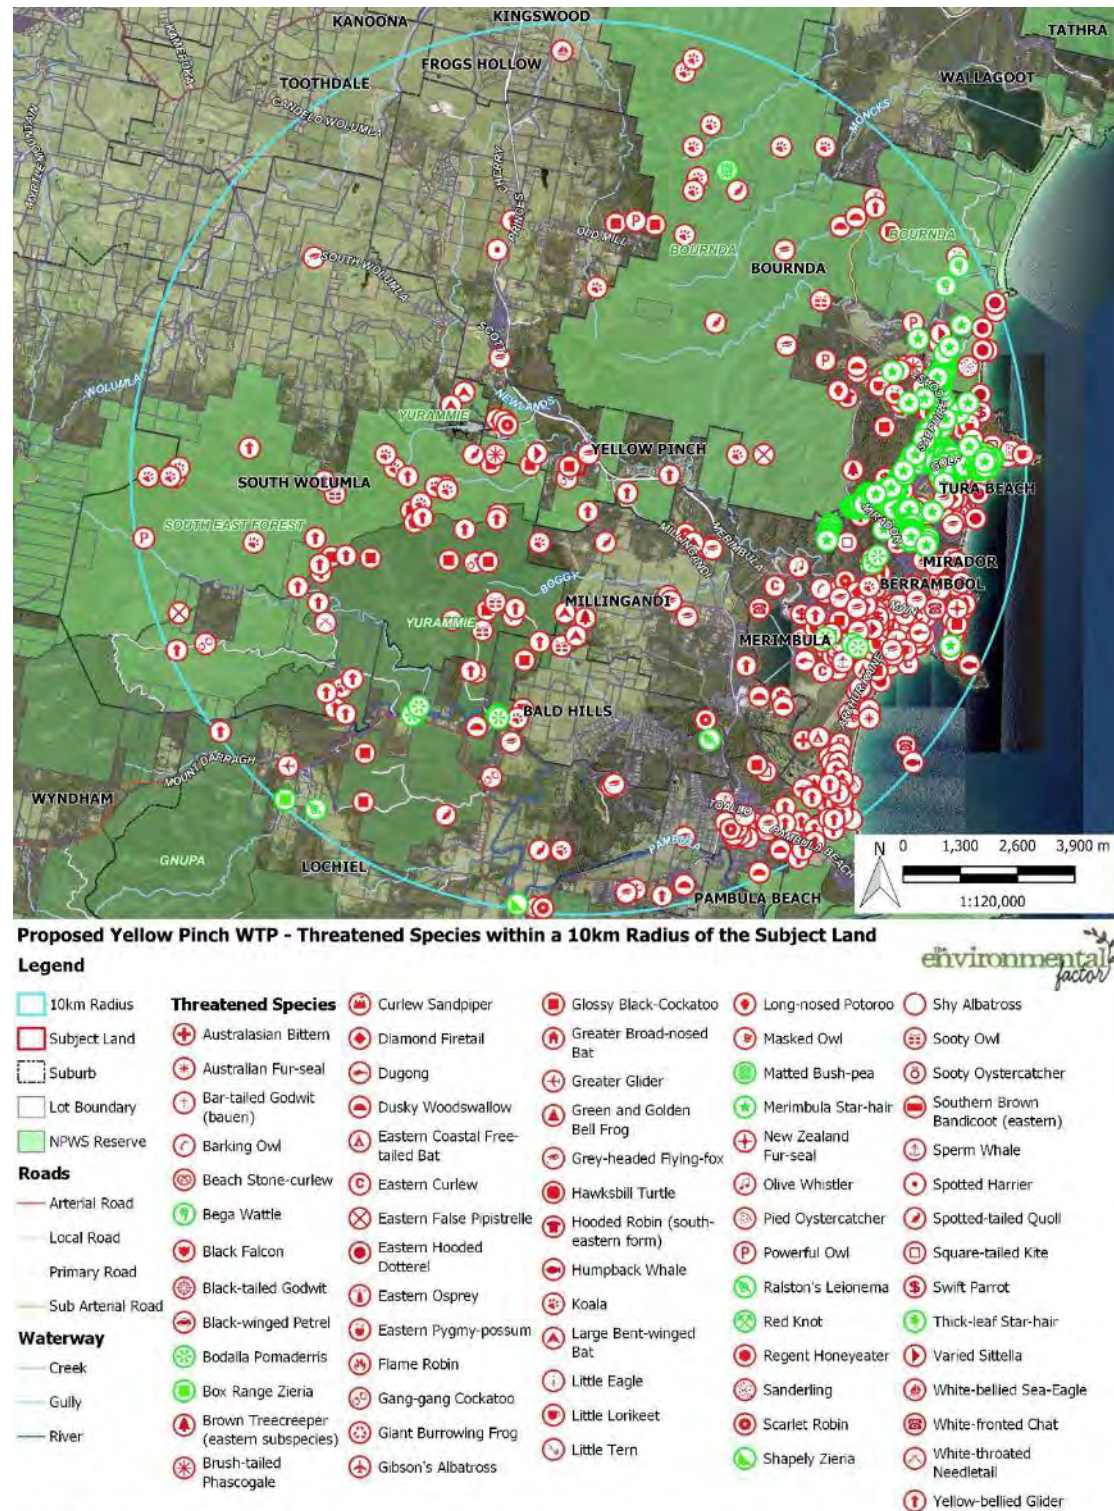 KANOONA
KINGSWOOD
TATHRA
KAMERUKA
FROGS HOLLOW
WALLAGOOT
TOOTHDALE
CANDELO WOLUMLA
MONCKS
MYRTLE MOUNTAIN
CHERRY
PRINCES
OLD MILL
BOURNDA
BOURNDA
BOURNDA
SOUTH WOLUMLA
SCOTT
WOLUMLA
NEWLANDS
YURAMMIE
SAPPHIRE
YELLOW PINCH
GOLF
SOUTH WOLUMLA
TURA BEACH
SOUTH EAST FOREST
MIRADOR
MERIMBULA
MILLINGANDI
MIRADOR
BOGGY
BERRAMBOOL
MILLINGANDI
MAIN
YURAMMIE
MERIMBULA
ARTHUR KAINE
BALD HILLS
MOUNT DARRAGH
WYNDHAM
TOALLO
PAMBULA BEACH
GNUPA
LOCHIEL
PAMBULA
PAMBULA BEACH
N
0 1,300 2,600 3,900 m
1:120,000
Proposed Yellow Pinch WTP - Threatened Species within a 10km Radius of the Subject Land
the environmental factor
Legend
10km Radius
Subject Land
Suburb
Lot Boundary
NPWS Reserve
Roads
Arterial Road
Local Road
Primary Road
Sub Arterial Road
Waterway
Creek
Gully
River
Threatened Species
Australasian Bittern
Australian Fur-seal
Bar-tailed Godwit
(baueri)
Barking Owl
Beach Stone-curlew
Bega Wattle
Black Falcon
Black-tailed Godwit
Black-winged Petrel
Bodalla Pomaderris
Box Range Zieria
Brown Treecreeper
(eastern subspecies)
Brush-tailed
Phascogale
Curlew Sandpiper
Diamond Firetail
Dugong
Dusky Woodswallow
Eastern Coastal Free-
tailed Bat
Eastern Curlew
Eastern False Pipistrelle
Eastern Hooded
Dotterel
Eastern Osprey
Eastern Pygmy-possum
Flame Robin
Gang-gang Cockatoo
Giant Burrowing Frog
Gibson's Albatross
Glossy Black-Cockatoo
Greater Broad-nosed
Bat
Greater Glider
Green and Golden
Bell Frog
Grey-headed Flying-fox
Hawksbill Turtle
Hooded Robin (south-
eastern form)
Humpback Whale
Koala
Large Bent-winged
Bat
Little Eagle
Little Lorikeet
Little Tern
Long-nosed Potoroo
Masked Owl
Matted Bush-pea
Merimbula Star-hair
New Zealand
Fur-seal
Olive Whistler
Pied Oystercatcher
Powerful Owl
Ralston's Leionema
Red Knot
Regent Honeyeater
Sanderling
Scarlet Robin
Shapely Zieria
Shy Albatross
Sooty Owl
Sooty Oystercatcher
Southern Brown
Bandicoot (eastern)
Sperm Whale
Spotted Harrier
Spotted-tailed Quoll
Square-tailed Kite
Swift Parrot
Thick-leaf Star-hair
Varied Sittella
White-bellied Sea-Eagle
White-fronted Chat
White-throated
Needletail
Yellow-bellied Glider